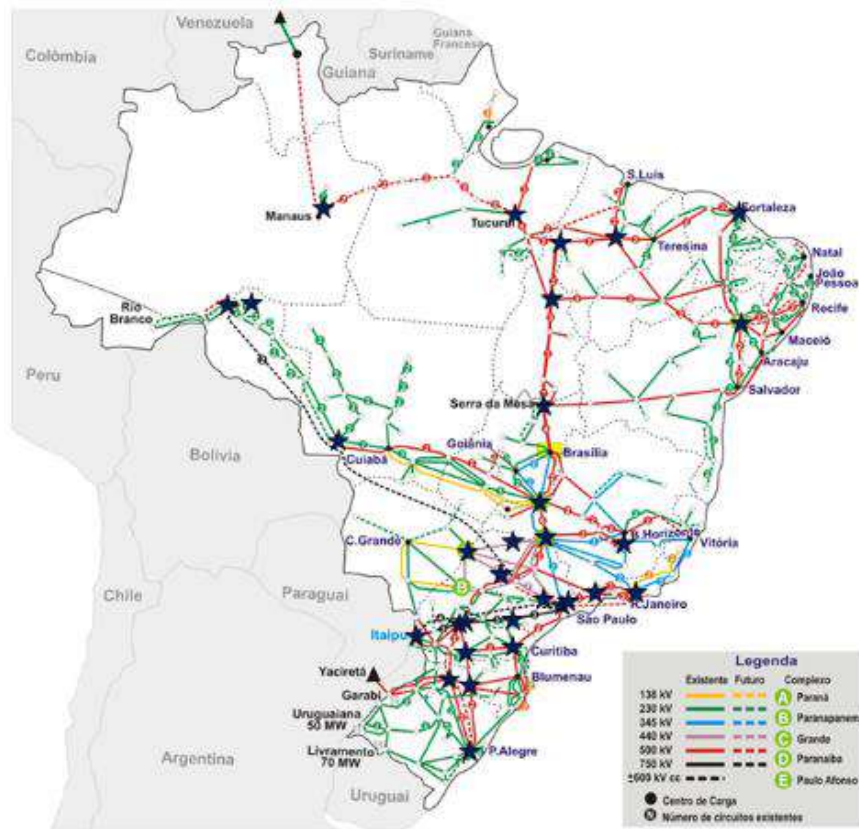 Venezuela
Guiana
Francesa
Suriname
Colômbia
Guiana
S.Luís
Manaus
Tucuruí
Fortaleza
Teresina
Natal
João
Pessoa
Rio
Branco
Recife
Maceió
Aracaju
Peru
Salvador
Serra da Mesa
Goiânia
Bolívia
Cuiabá
Brasília
C.Grande
B.Horizonte
Vitória
B
Chile
Paraguai
R.Janeiro
São Paulo
Itaipu
Curitiba
Yaciretá
Blumenau
Garabi
Uruguaiana
50 MW
Livramento
70 MW
P.Alegre
Argentina
Uruguai
Legenda
Existente Futuro Complexo
138 kV A Paraná
230 kV B Paranapanema
345 kV
440 kV C Grande
500 kV D Paranaiba
750 kV
±600 kV cc E Paulo Afonso
Centro de Carga
N Número de circuitos existentes